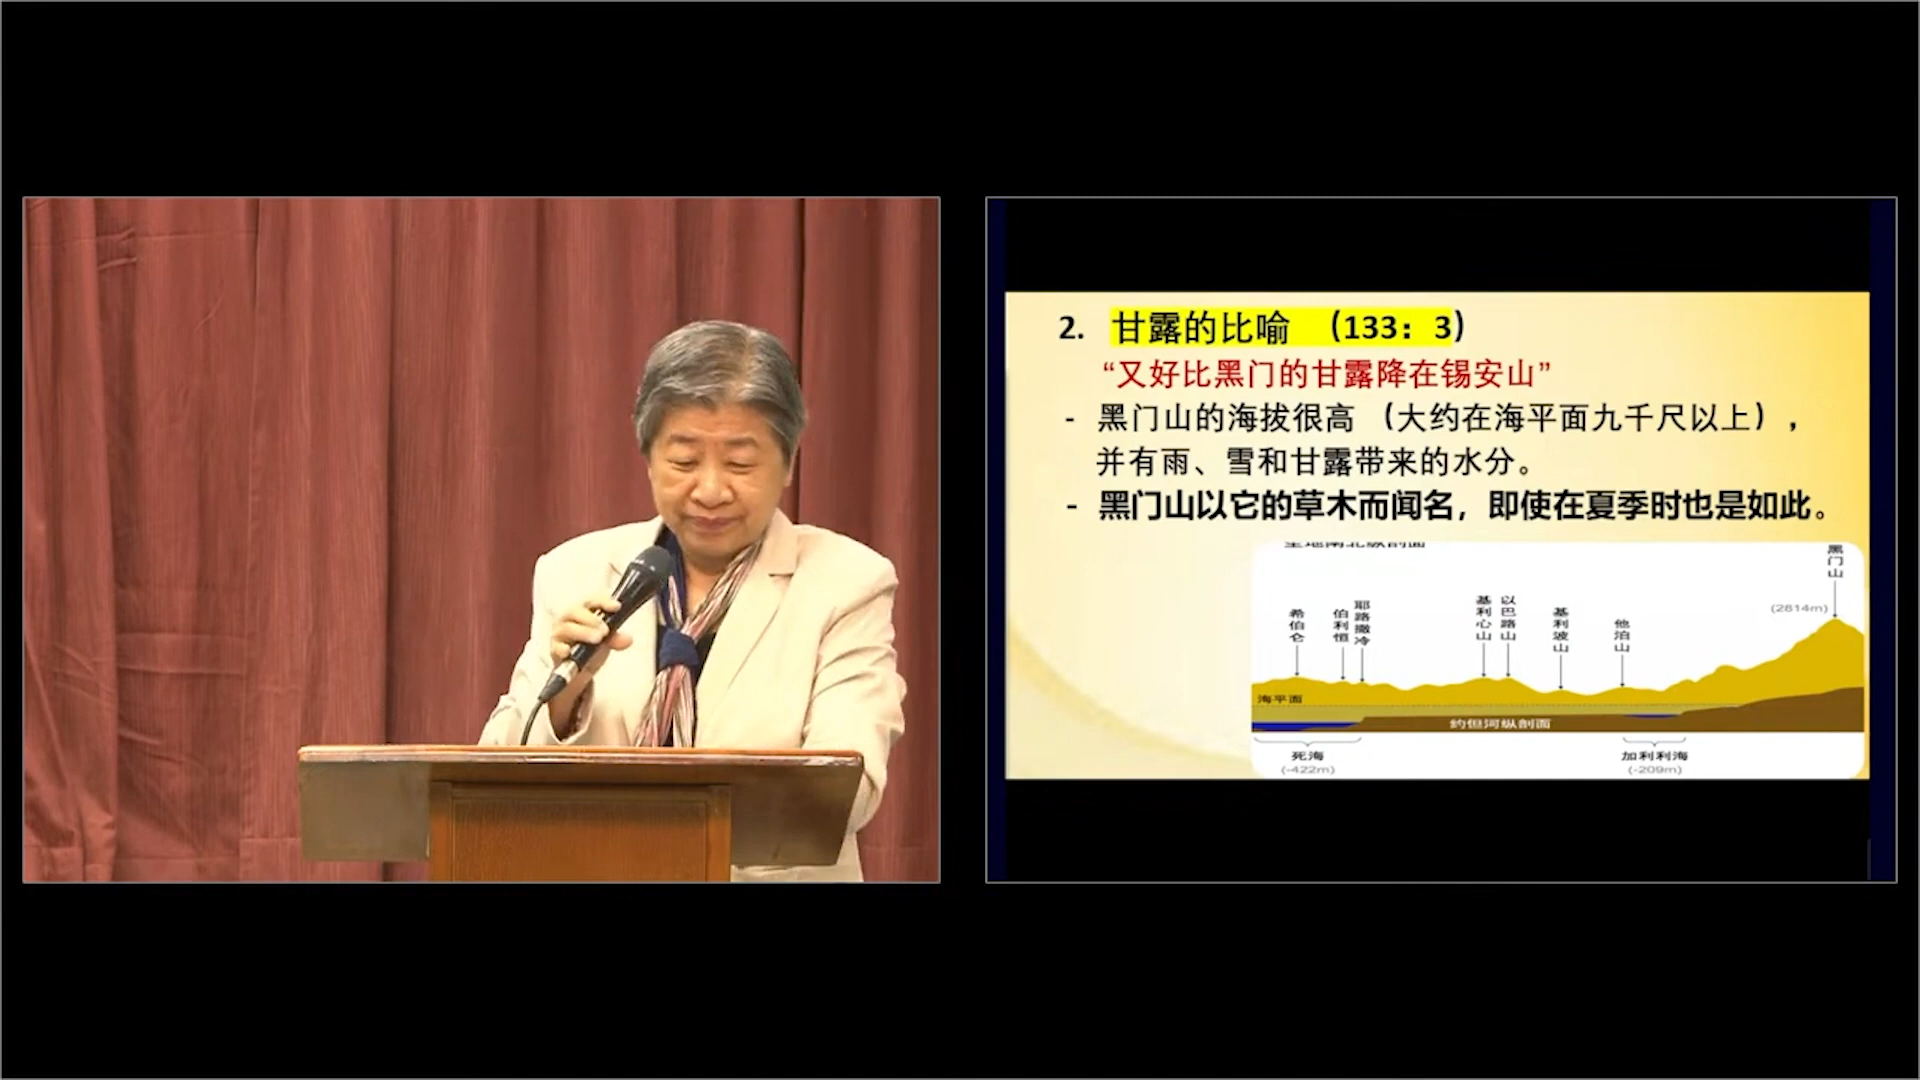 2. 甘露的比喻 （133：3）
“又好比黑门的甘露降在锡安山”
- 黑门山的海拔很高 （大约在海平面九千尺以上），
并有雨、雪和甘露带来的水分。
- 黑门山以它的草木而闻名，即使在夏季时也是如此。
黑门山
(2814m)
希伯仑
伯利恒
耶路撒冷
基利心山
以巴路山
基利波山
他泊山
海平面
约但河纵剖面
死海
(-422m)
加利利海
(-209m)